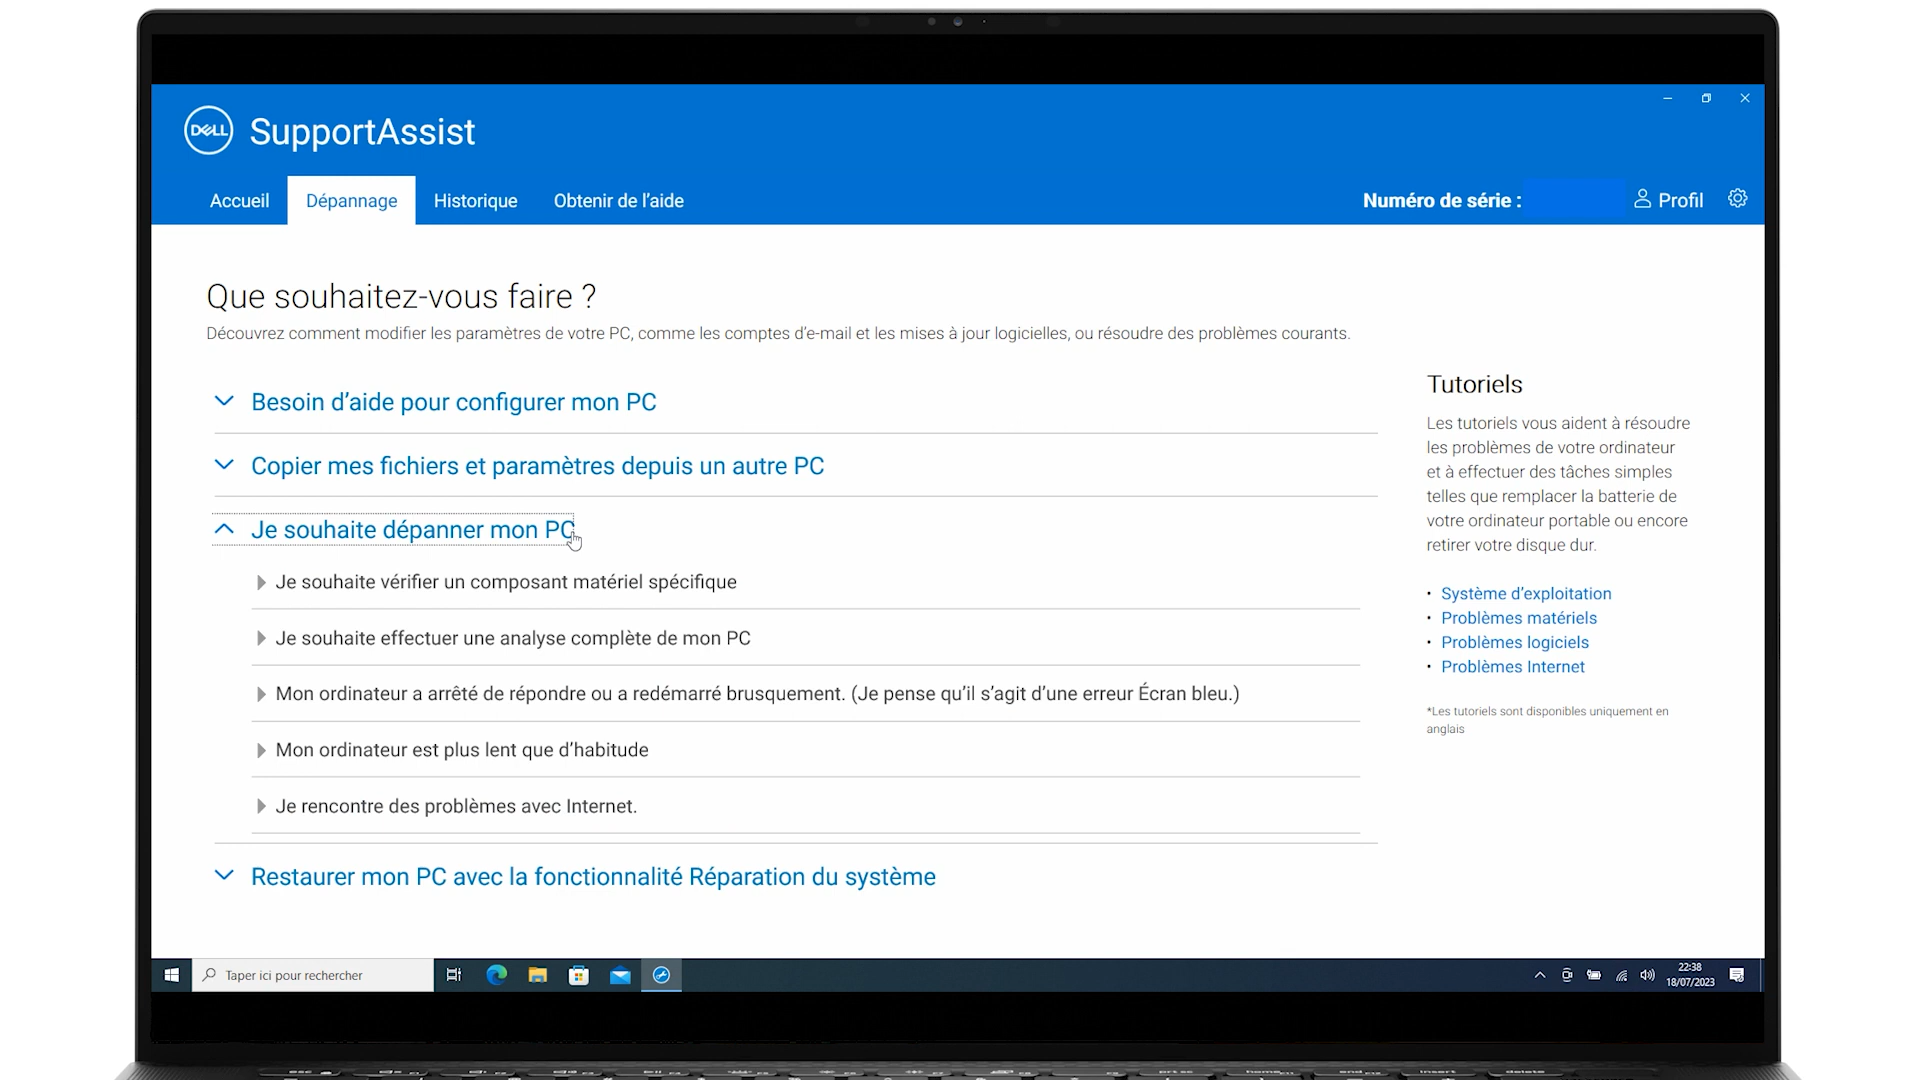 DELL SupportAssist
Accueil Dépannage Historique Obtenir de l’aide Numéro de série : Profil
Que souhaitez-vous faire ?
Découvrez comment modifier les paramètres de votre PC, comme les comptes d’e-mail et les mises à jour logicielles, ou résoudre des problèmes courants.
Besoin d’aide pour configurer mon PC
Copier mes fichiers et paramètres depuis un autre PC
Je souhaite dépanner mon PC
Je souhaite vérifier un composant matériel spécifique
Je souhaite effectuer une analyse complète de mon PC
Mon ordinateur a arrêté de répondre ou a redémarré brusquement. (Je pense qu’il s’agit d’une erreur Écran bleu.)
Mon ordinateur est plus lent que d’habitude
Je rencontre des problèmes avec Internet.
Restaurer mon PC avec la fonctionnalité Réparation du système
Tutoriels
Les tutoriels vous aident à résoudre
les problèmes de votre ordinateur
et à effectuer des tâches simples
telles que remplacer la batterie de
votre ordinateur portable ou encore
retirer votre disque dur.
• Système d’exploitation
• Problèmes matériels
• Problèmes logiciels
• Problèmes Internet
*Les tutoriels sont disponibles uniquement en
anglais
Taper ici pour rechercher
22:38
18/07/2023
home
insert
delete